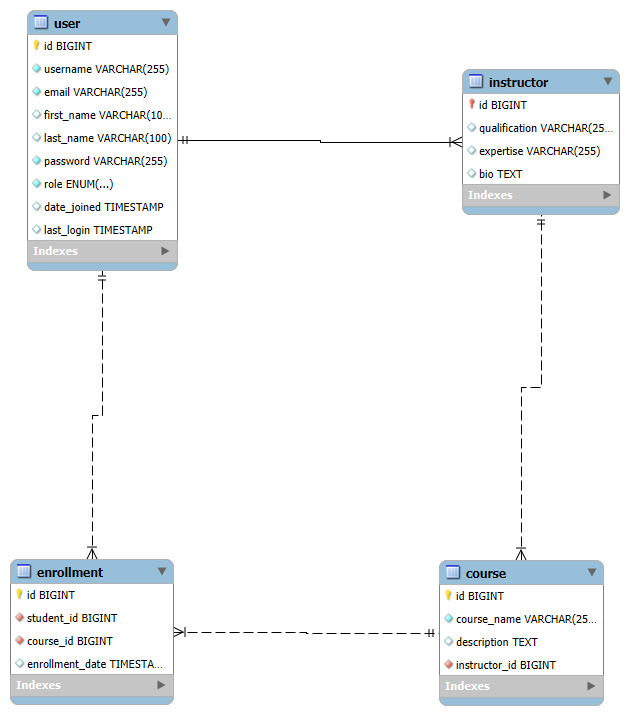 user
id BIGINT
username VARCHAR(255)
email VARCHAR(255)
first_name VARCHAR(10...
last_name VARCHAR(100)
password VARCHAR(255)
role ENUM(...)
date_joined TIMESTAMP
last_login TIMESTAMP
Indexes
instructor
id BIGINT
qualification VARCHAR(25...
expertise VARCHAR(255)
bio TEXT
Indexes
enrollment
id BIGINT
student_id BIGINT
course_id BIGINT
enrollment_date TIMESTA...
Indexes
course
id BIGINT
course_name VARCHAR(25...
description TEXT
instructor_id BIGINT
Indexes